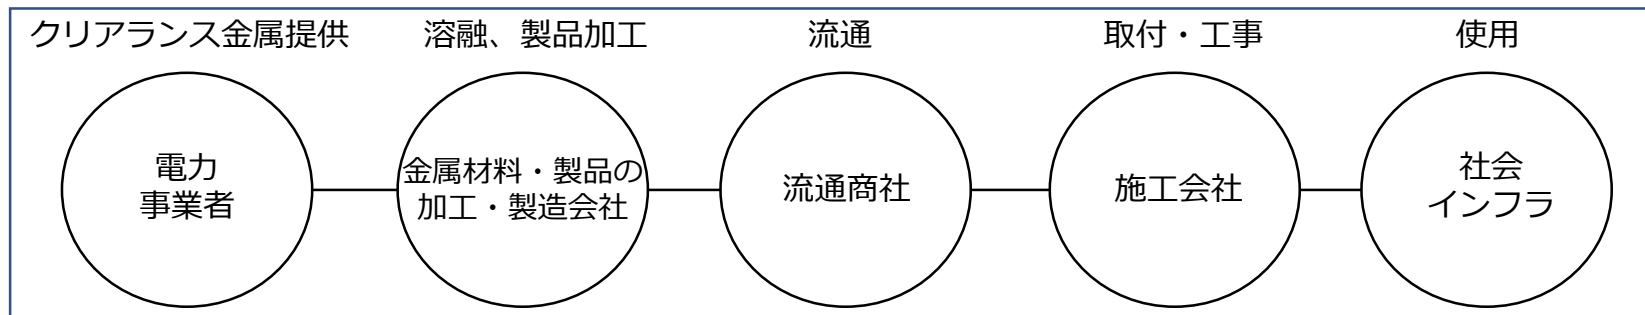 クリアランス金属提供
溶融、製品加工
流通
取付・工事
使用
電力
事業者
金属材料・製品の
加工・製造会社
流通商社
施工会社
社会
インフラ